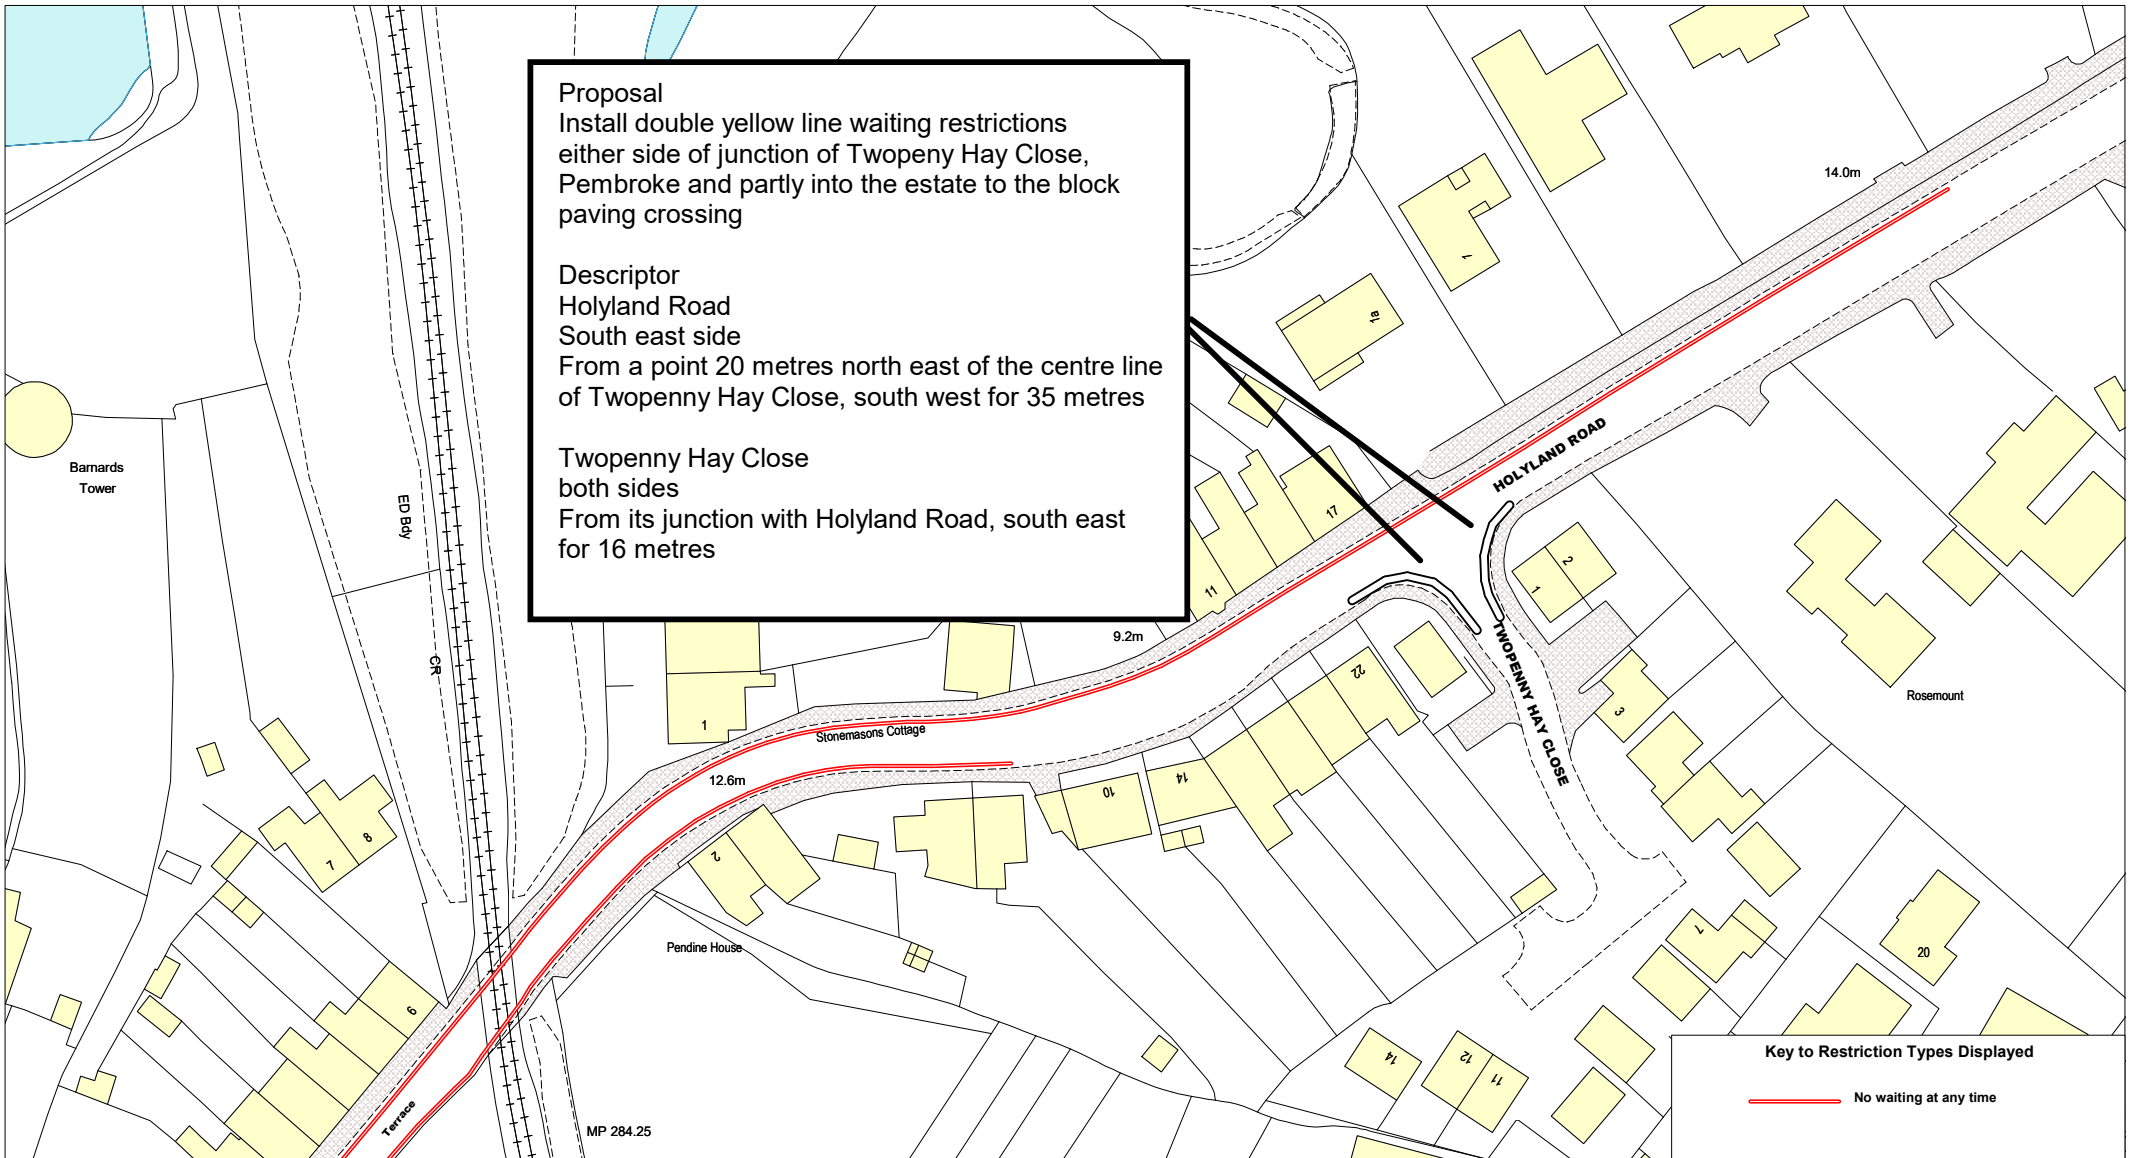 Proposal
Install double yellow line waiting restrictions
either side of junction of Twopeny Hay Close,
Pembroke and partly into the estate to the block
paving crossing
Descriptor
Holyland Road
South east side
From a point 20 metres north east of the centre line
of Twopenny Hay Close, south west for 35 metres
Twopenny Hay Close
both sides
From its junction with Holyland Road, south east
for 16 metres
14.0m
1
1a
HOLYLAND ROAD
17
11
9.2m
2
1
TWOPENNY HAY CLOSE
22
3
Rosemount
Barnards
Tower
ED Bdy
CR
1
Stonemasons Cottage
12.6m
10
14
2
Pendine House
8
7
6
Terrace
MP 284.25
7
20
14
12
11
Key to Restriction Types Displayed
No waiting at any time